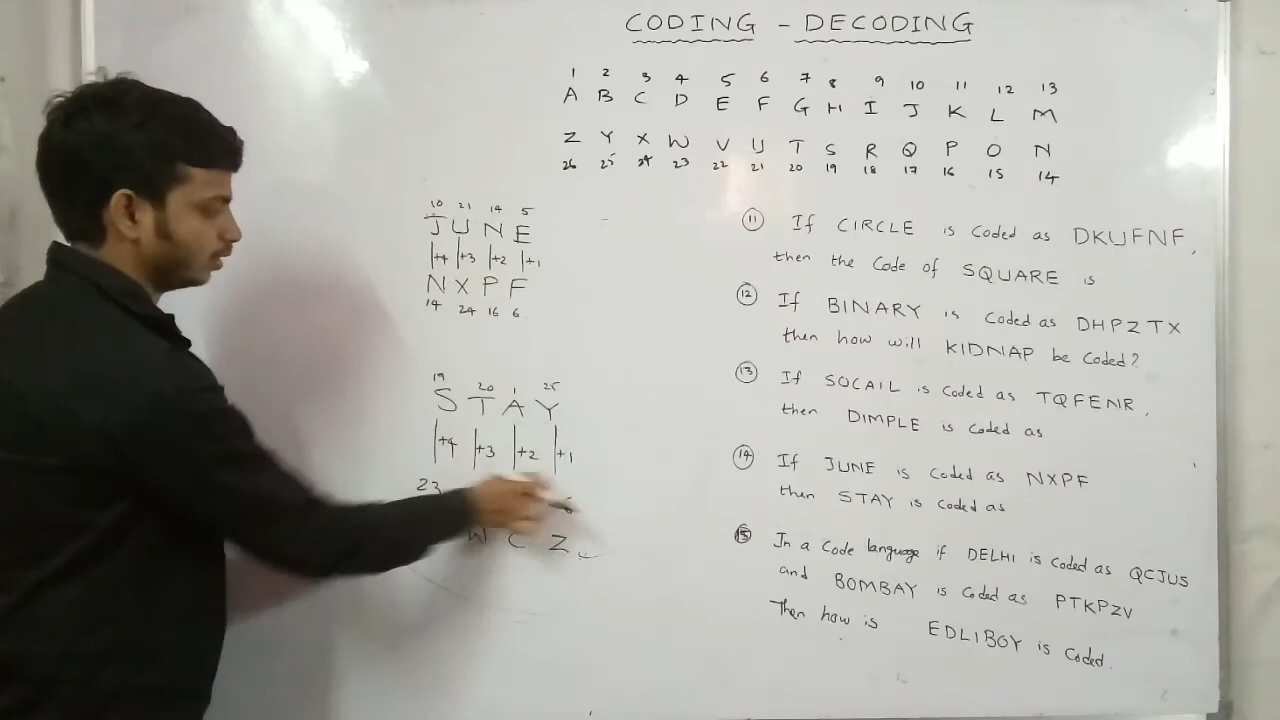 CODING - DECODING
1 2 3 4 5 6 7 8 9 10 11 12 13
A B C D E F G H I J K L M
Z Y X W V U T S R Q P O N
26 25 24 23 22 21 20 19 18 17 16 15 14
10 21 14 5
J U N E
+4 +3 +2 +1
N X P F
14 24 16 6
19 20 1 25
S T A Y
+4 +3 +2 +1
23
W C Z
11 If CIRCLE is coded as DKUFNF,
then the code of SQUARE is
12 If BINARY is coded as DHPZTX
then how will KIDNAP be coded?
13 If SOCAIL is coded as TQFENR,
then DIMPLE is coded as
14 If JUNE is coded as NXPF
then STAY is coded as
15 In a code language if DELHI is coded as QCJUS
and BOMBAY is coded as PTKPZV
Then how is EDLIBOY is coded.